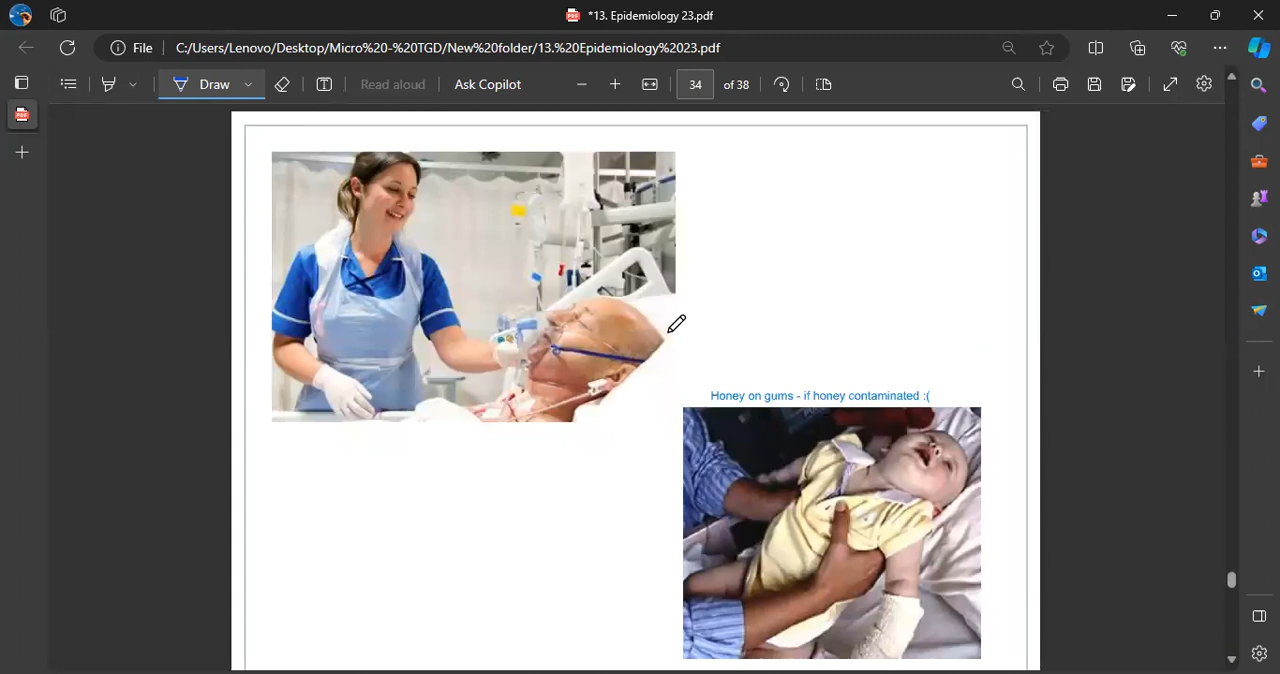 *13. Epidemiology 23.pdf
File
C:/Users/Lenovo/Desktop/Micro%20-%20TGD/New%20folder/13.%20Epidemiology%2023.pdf
Draw
Read aloud
Ask Copilot
34 of 38
Honey on gums - if honey contaminated :(